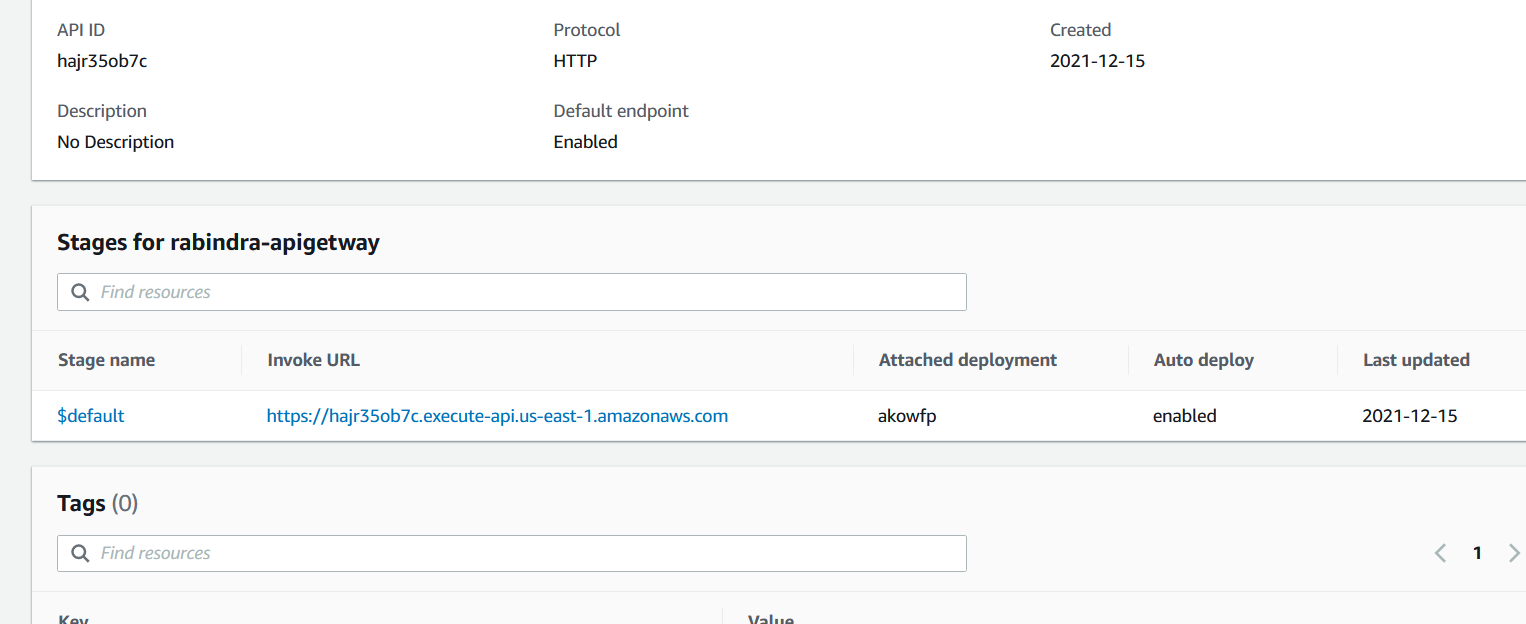 API ID Protocol Created
hajr35ob7c HTTP 2021-12-15
Description Default endpoint
No Description Enabled
Stages for rabindra-apigetway
Find resources
Stage name Invoke URL Attached deployment Auto deploy Last updated
$default https://hajr35ob7c.execute-api.us-east-1.amazonaws.com akowfp enabled 2021-12-15
Tags (0)
Find resources 1
Key Value